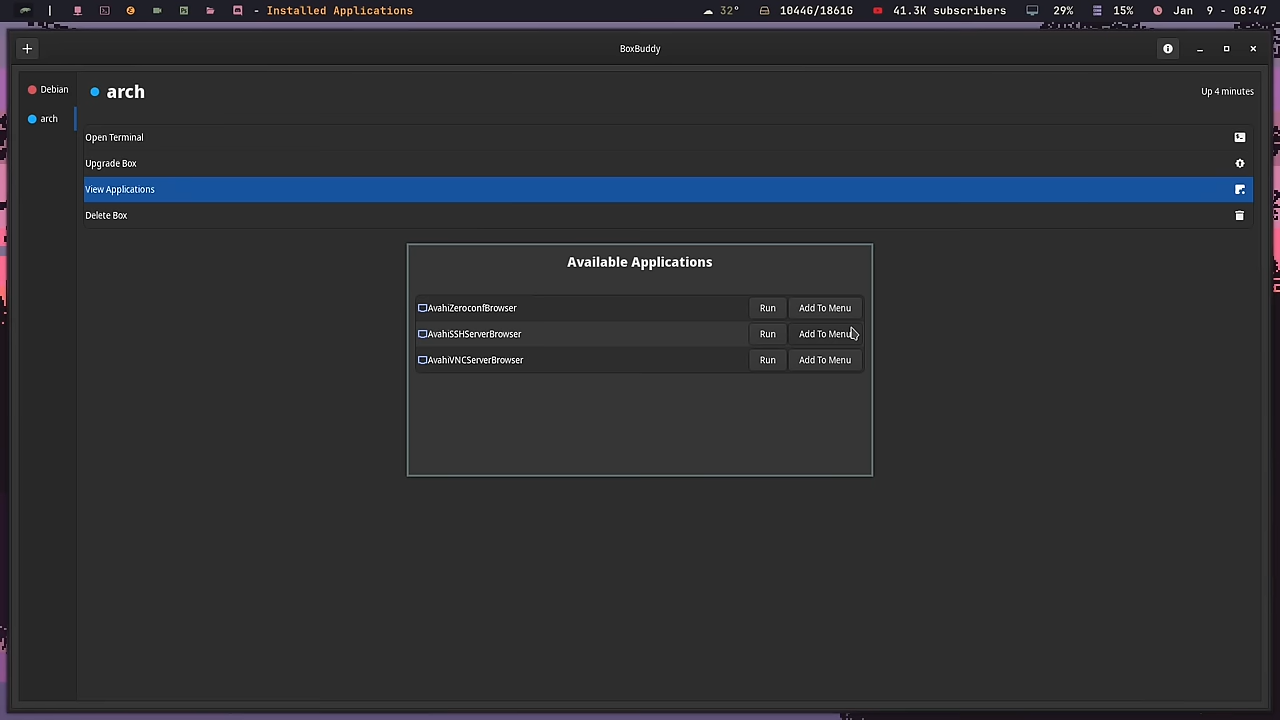 - Installed Applications
32° 1044G/1861G 41.3K subscribers 29% 15% Jan 9 - 08:47
BoxBuddy
Debian
arch
arch
Up 4 minutes
Open Terminal
Upgrade Box
View Applications
Delete Box
Available Applications
AvahiZeroconfBrowser Run Add To Menu
AvahiSSHServerBrowser Run Add To Menu
AvahiVNCServerBrowser Run Add To Menu